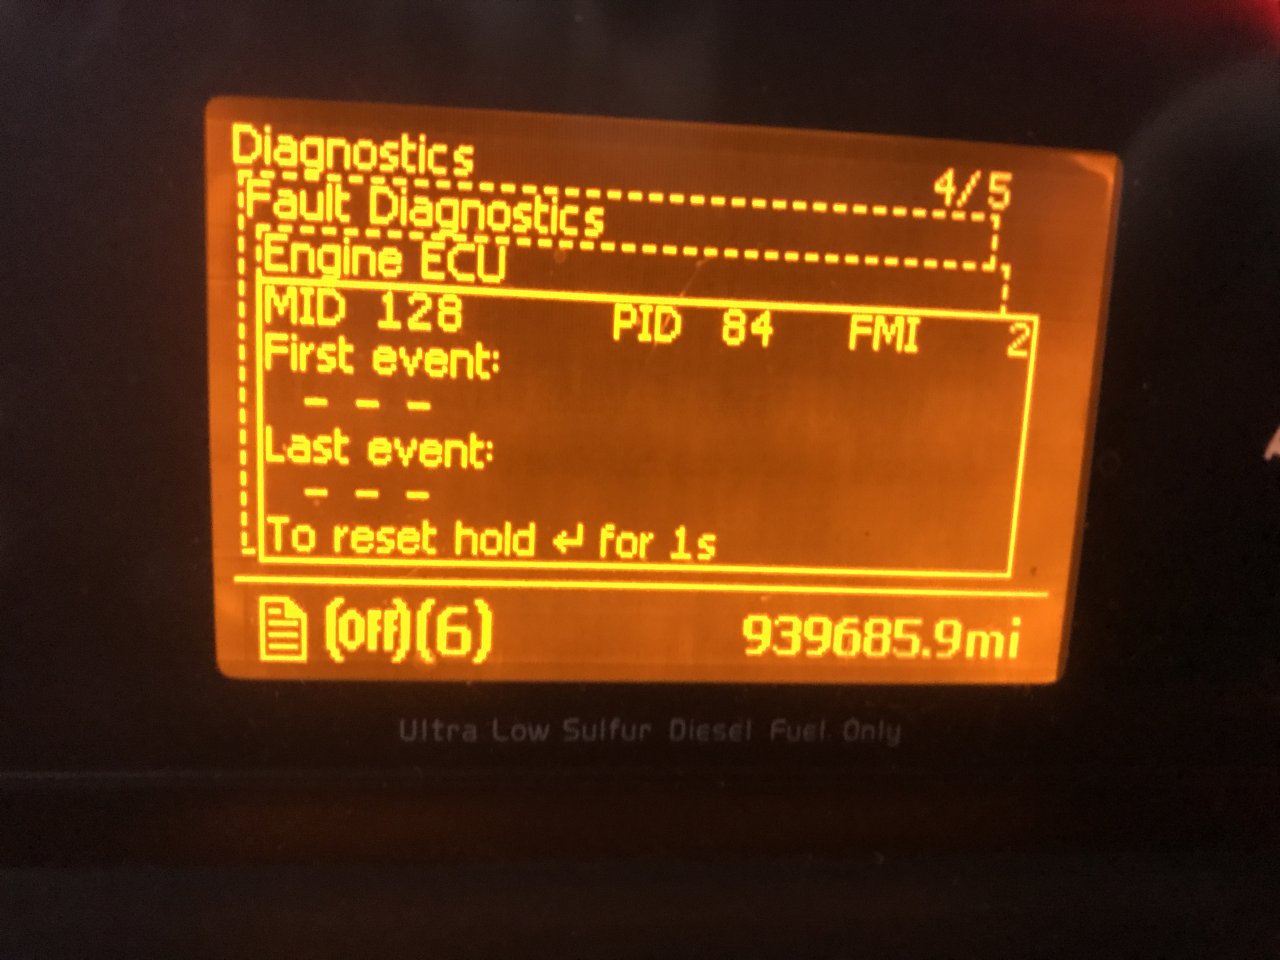 Diagnostics
4/5
Fault Diagnostics
Engine ECU
MID 128 PID 84 FMI 2
First event:
- - -
Last event:
- - -
To reset hold ↵ for 1s
(Off)(6) 939685.9mi
Ultra Low Sulfur Diesel Fuel Only